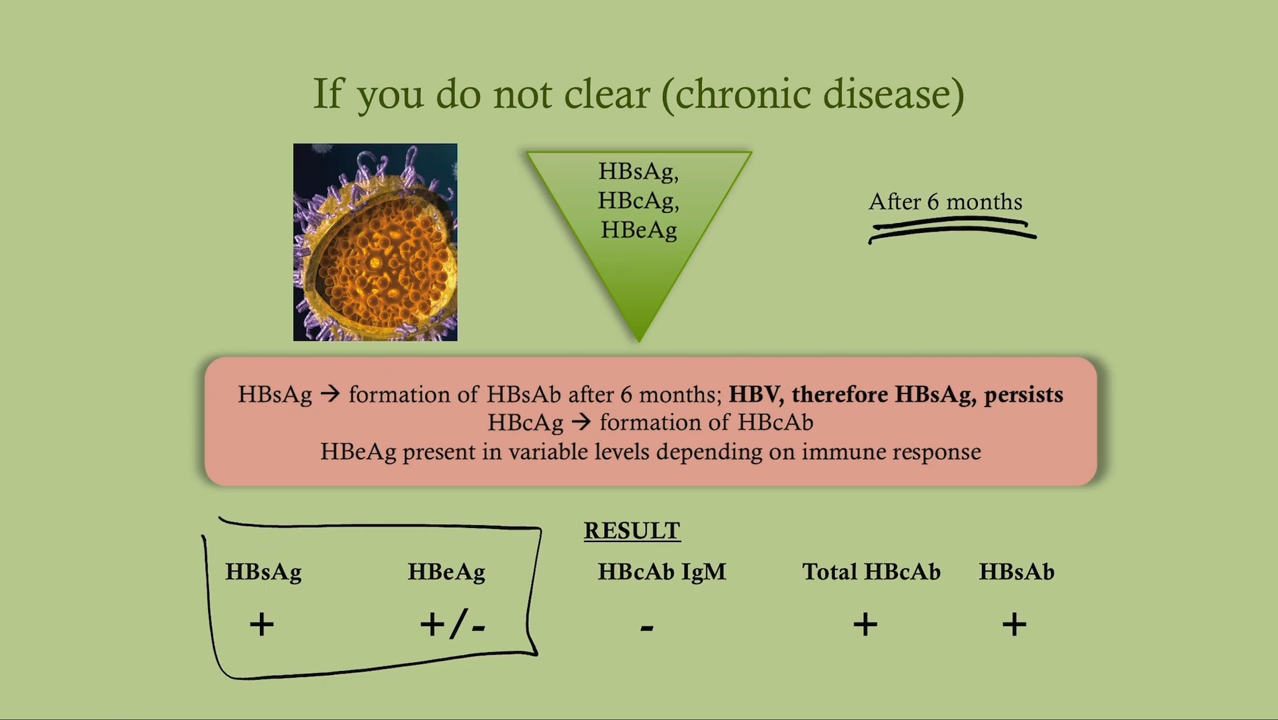 If you do not clear (chronic disease)
HBsAg,
HBcAg,
HBeAg
After 6 months
HBsAg → formation of HBsAb after 6 months; HBV, therefore HBsAg, persists
HBcAg → formation of HBcAb
HBeAg present in variable levels depending on immune response
RESULT
HBsAg HBeAg HBcAb IgM Total HBcAb HBsAb
+ +/- - + +